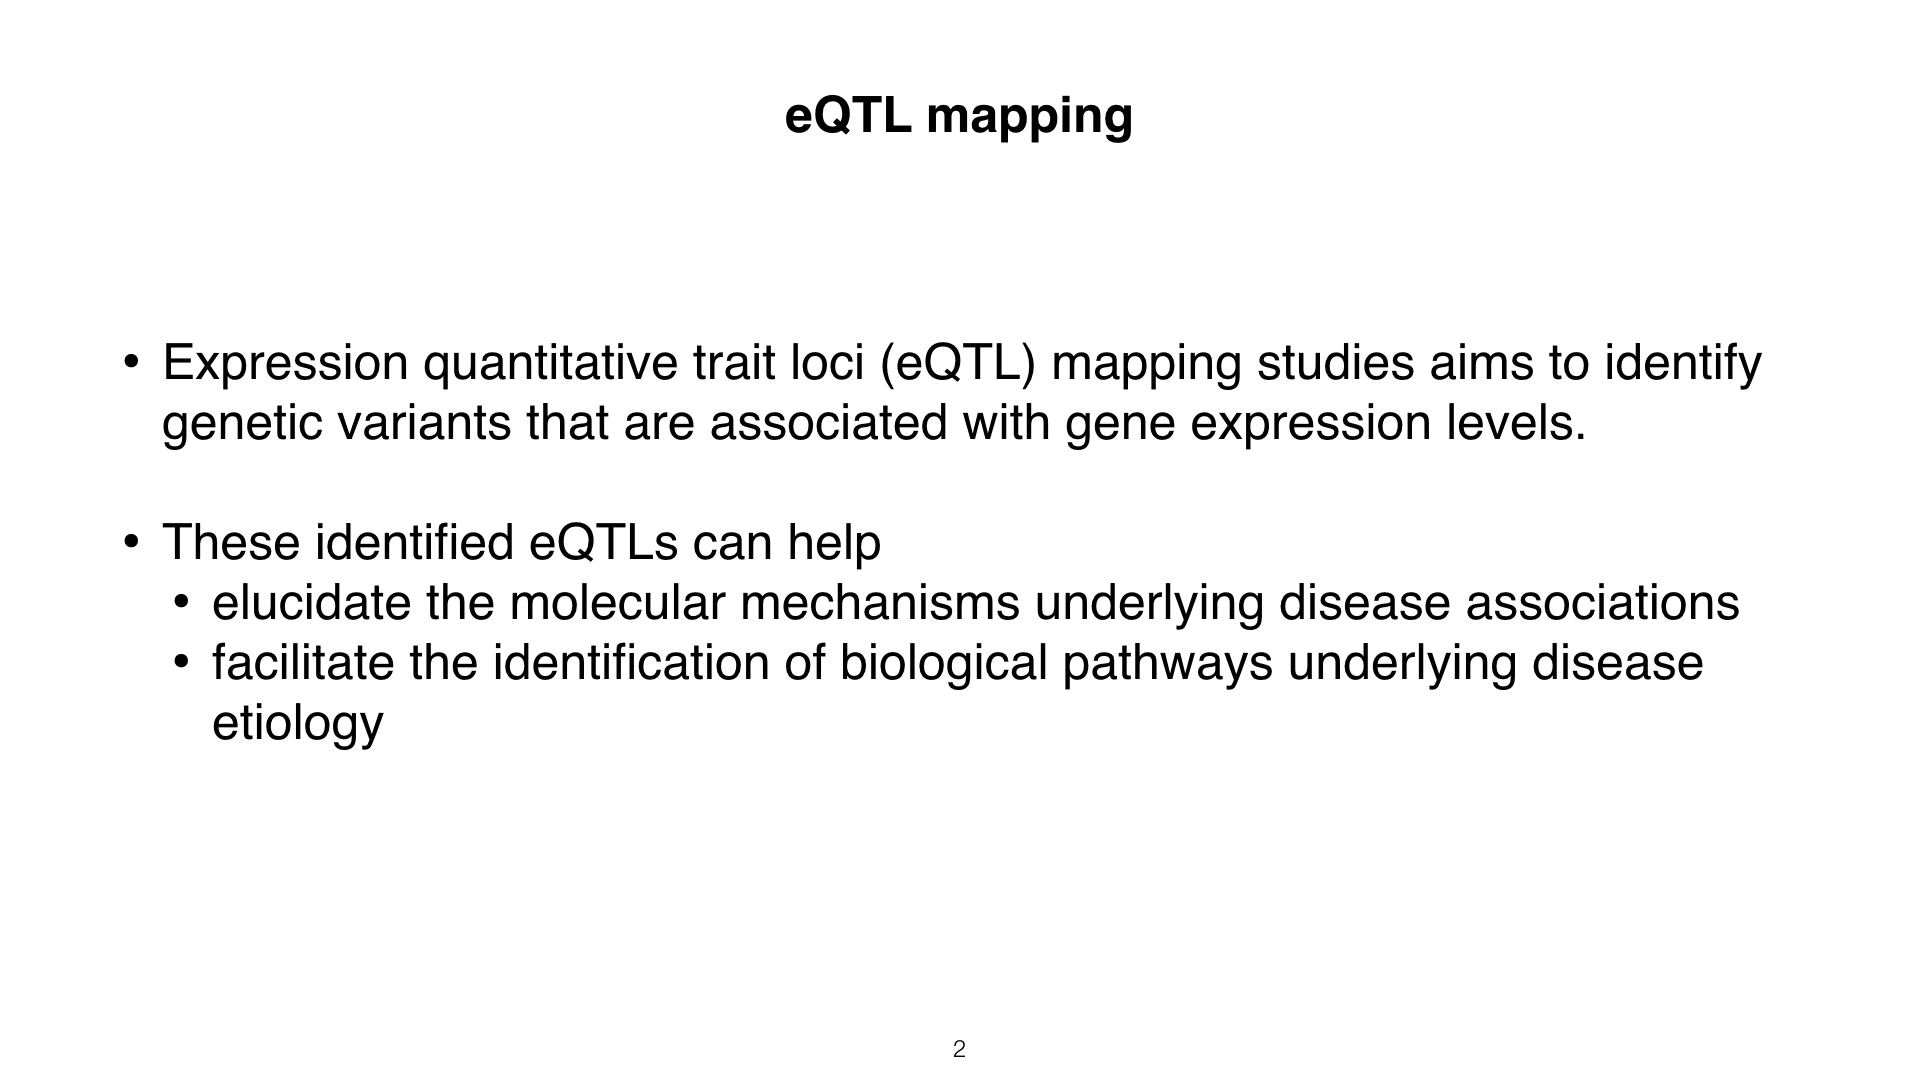 eQTL mapping
• Expression quantitative trait loci (eQTL) mapping studies aims to identify
genetic variants that are associated with gene expression levels.
• These identified eQTLs can help
• elucidate the molecular mechanisms underlying disease associations
• facilitate the identification of biological pathways underlying disease
etiology
2